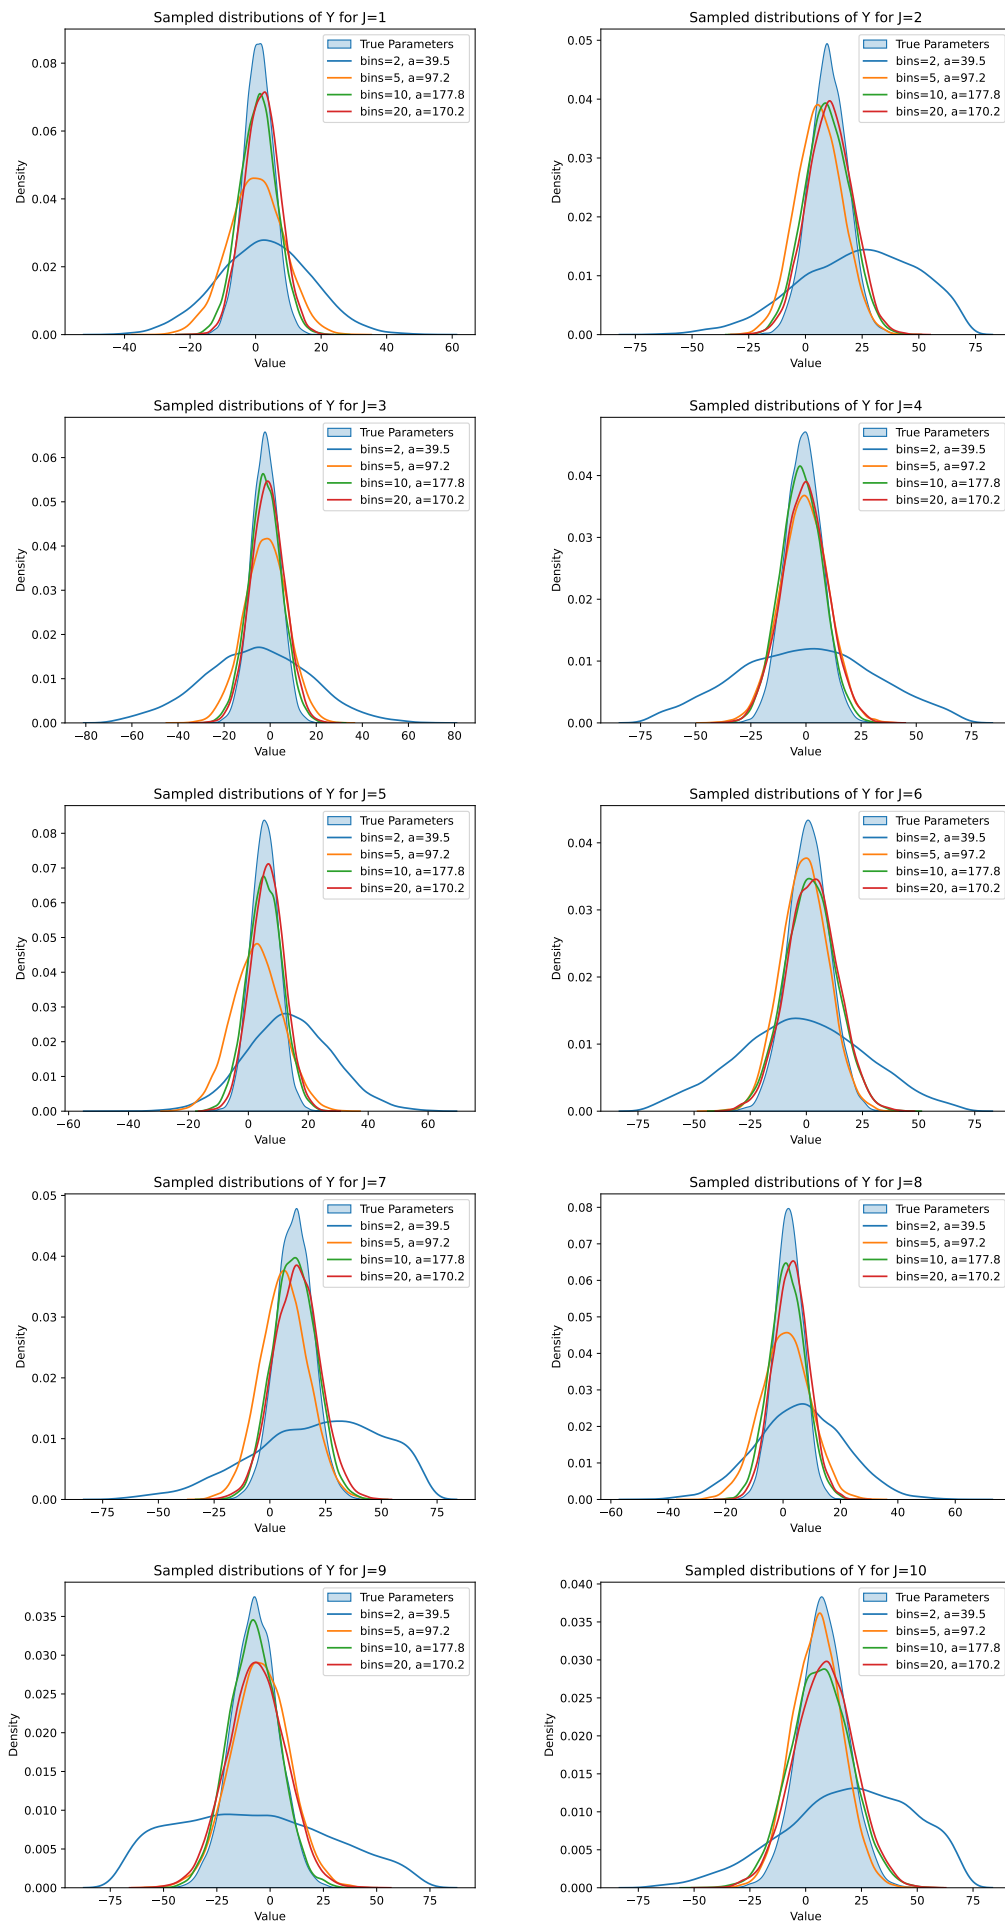 Sampled distributions of Y for J=1
True Parameters
bins=2, a=39.5
bins=5, a=97.2
bins=10, a=177.8
bins=20, a=170.2
Density
0.08
0.06
0.04
0.02
0.00
−40 −20 0 20 40 60
Value
Sampled distributions of Y for J=2
True Parameters
bins=2, a=39.5
bins=5, a=97.2
bins=10, a=177.8
bins=20, a=170.2
Density
0.05
0.04
0.03
0.02
0.01
0.00
−75 −50 −25 0 25 50 75
Value
Sampled distributions of Y for J=3
True Parameters
bins=2, a=39.5
bins=5, a=97.2
bins=10, a=177.8
bins=20, a=170.2
Density
0.06
0.05
0.04
0.03
0.02
0.01
0.00
−80 −60 −40 −20 0 20 40 60 80
Value
Sampled distributions of Y for J=4
True Parameters
bins=2, a=39.5
bins=5, a=97.2
bins=10, a=177.8
bins=20, a=170.2
Density
0.04
0.03
0.02
0.01
0.00
−75 −50 −25 0 25 50 75
Value
Sampled distributions of Y for J=5
True Parameters
bins=2, a=39.5
bins=5, a=97.2
bins=10, a=177.8
bins=20, a=170.2
Density
0.08
0.07
0.06
0.05
0.04
0.03
0.02
0.01
0.00
−60 −40 −20 0 20 40 60
Value
Sampled distributions of Y for J=6
True Parameters
bins=2, a=39.5
bins=5, a=97.2
bins=10, a=177.8
bins=20, a=170.2
Density
0.04
0.03
0.02
0.01
0.00
−75 −50 −25 0 25 50 75
Value
Sampled distributions of Y for J=7
True Parameters
bins=2, a=39.5
bins=5, a=97.2
bins=10, a=177.8
bins=20, a=170.2
Density
0.05
0.04
0.03
0.02
0.01
0.00
−75 −50 −25 0 25 50 75
Value
Sampled distributions of Y for J=8
True Parameters
bins=2, a=39.5
bins=5, a=97.2
bins=10, a=177.8
bins=20, a=170.2
Density
0.08
0.07
0.06
0.05
0.04
0.03
0.02
0.01
0.00
−60 −40 −20 0 20 40 60
Value
Sampled distributions of Y for J=9
True Parameters
bins=2, a=39.5
bins=5, a=97.2
bins=10, a=177.8
bins=20, a=170.2
Density
0.035
0.030
0.025
0.020
0.015
0.010
0.005
0.000
−75 −50 −25 0 25 50 75
Value
Sampled distributions of Y for J=10
True Parameters
bins=2, a=39.5
bins=5, a=97.2
bins=10, a=177.8
bins=20, a=170.2
Density
0.040
0.035
0.030
0.025
0.020
0.015
0.010
0.005
0.000
−75 −50 −25 0 25 50 75
Value